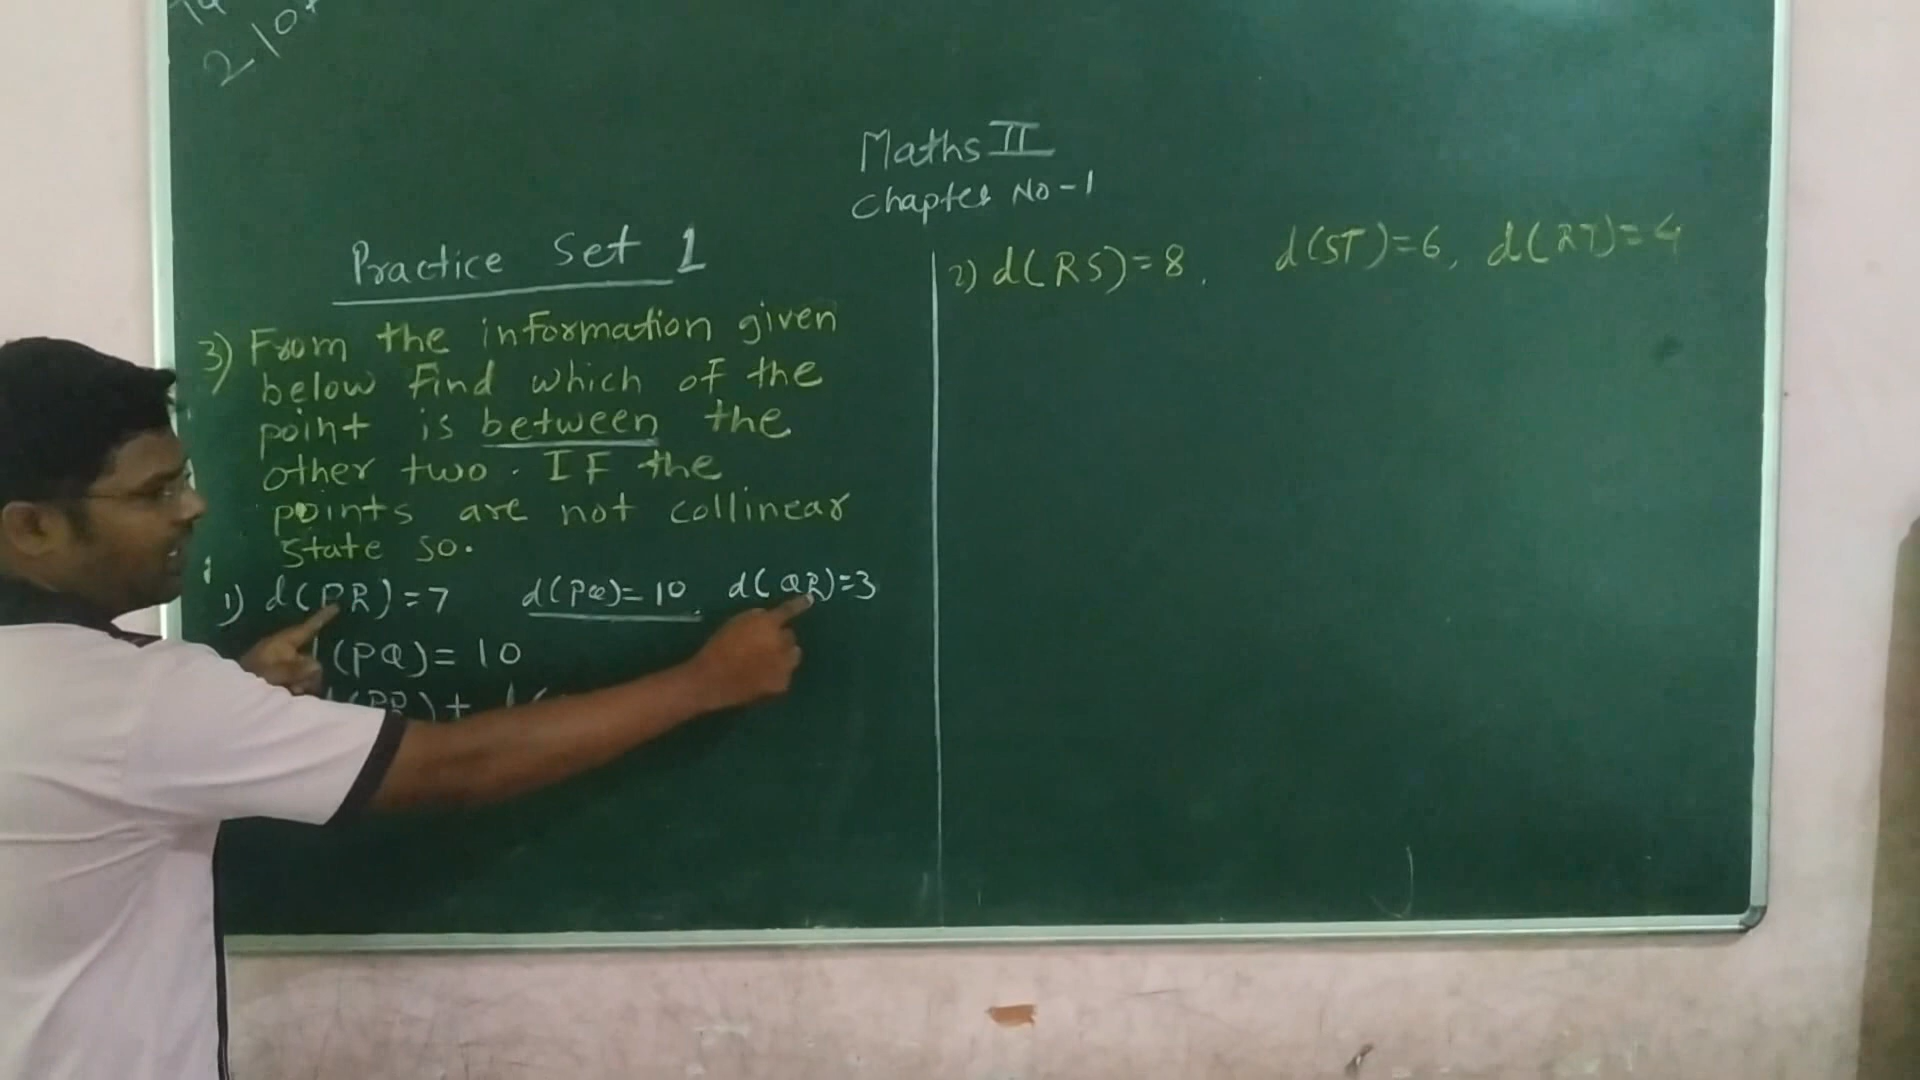 210
Maths II
Chapter No-1
Practice Set 1
3) From the information given
below Find which of the
point is between the
other two. IF the
points are not collinear
State so.
1) d(PR)=7 d(PQ)=10, d(QR)=3
(PQ)=10
(PR)+
2) d(RS)=8, d(ST)=6, d(RT)=4